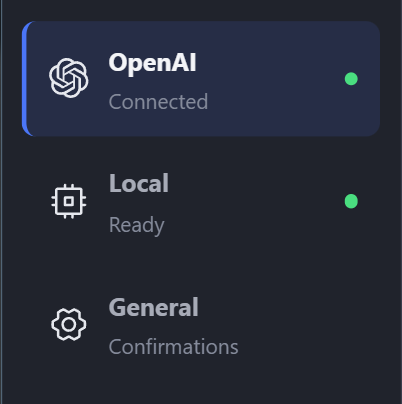 OpenAI
Connected
Local
Ready
General
Confirmations